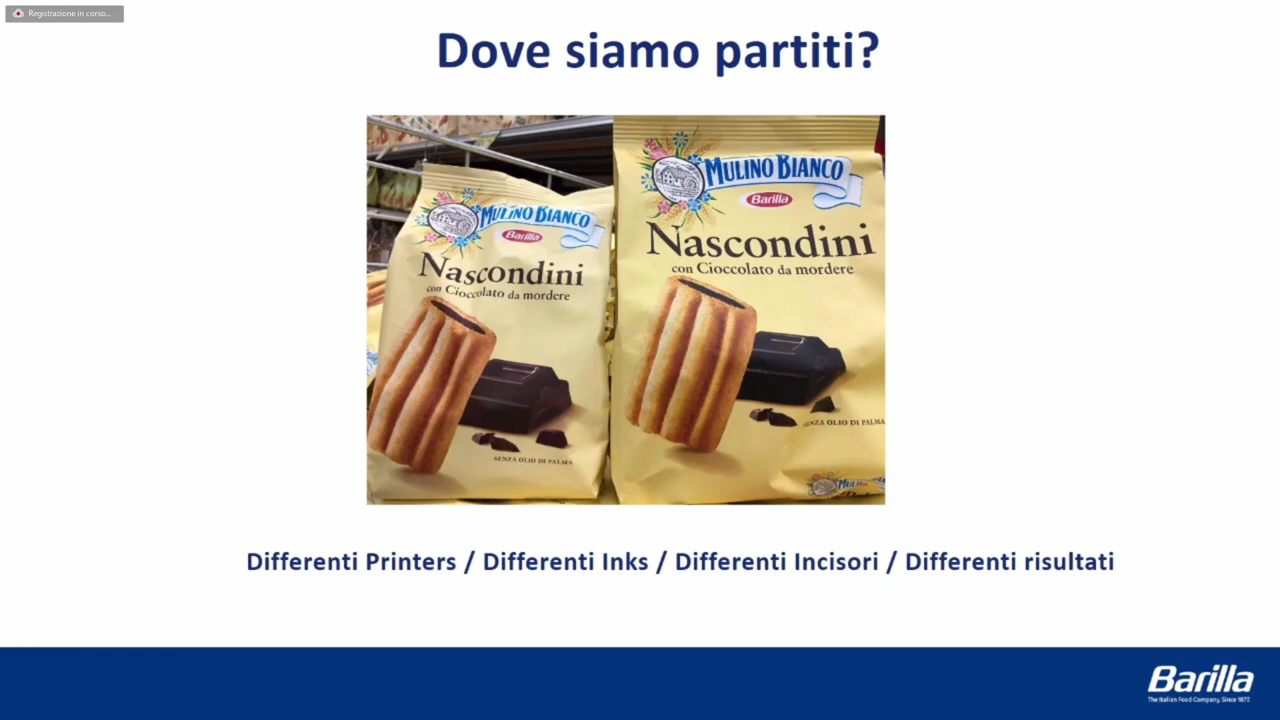 Registrazione in corso...
Dove siamo partiti?
MULINO BIANCO
Barilla
Nascondini
con Cioccolato da mordere
SENZA OLIO DI PALMA
MULINO BIANCO
Barilla
Nascondini
con Cioccolato da mordere
SENZA OLIO DI PALMA
Differenti Printers / Differenti Inks / Differenti Incisori / Differenti risultati
Barilla
The Italian Food Company. Since 1877.